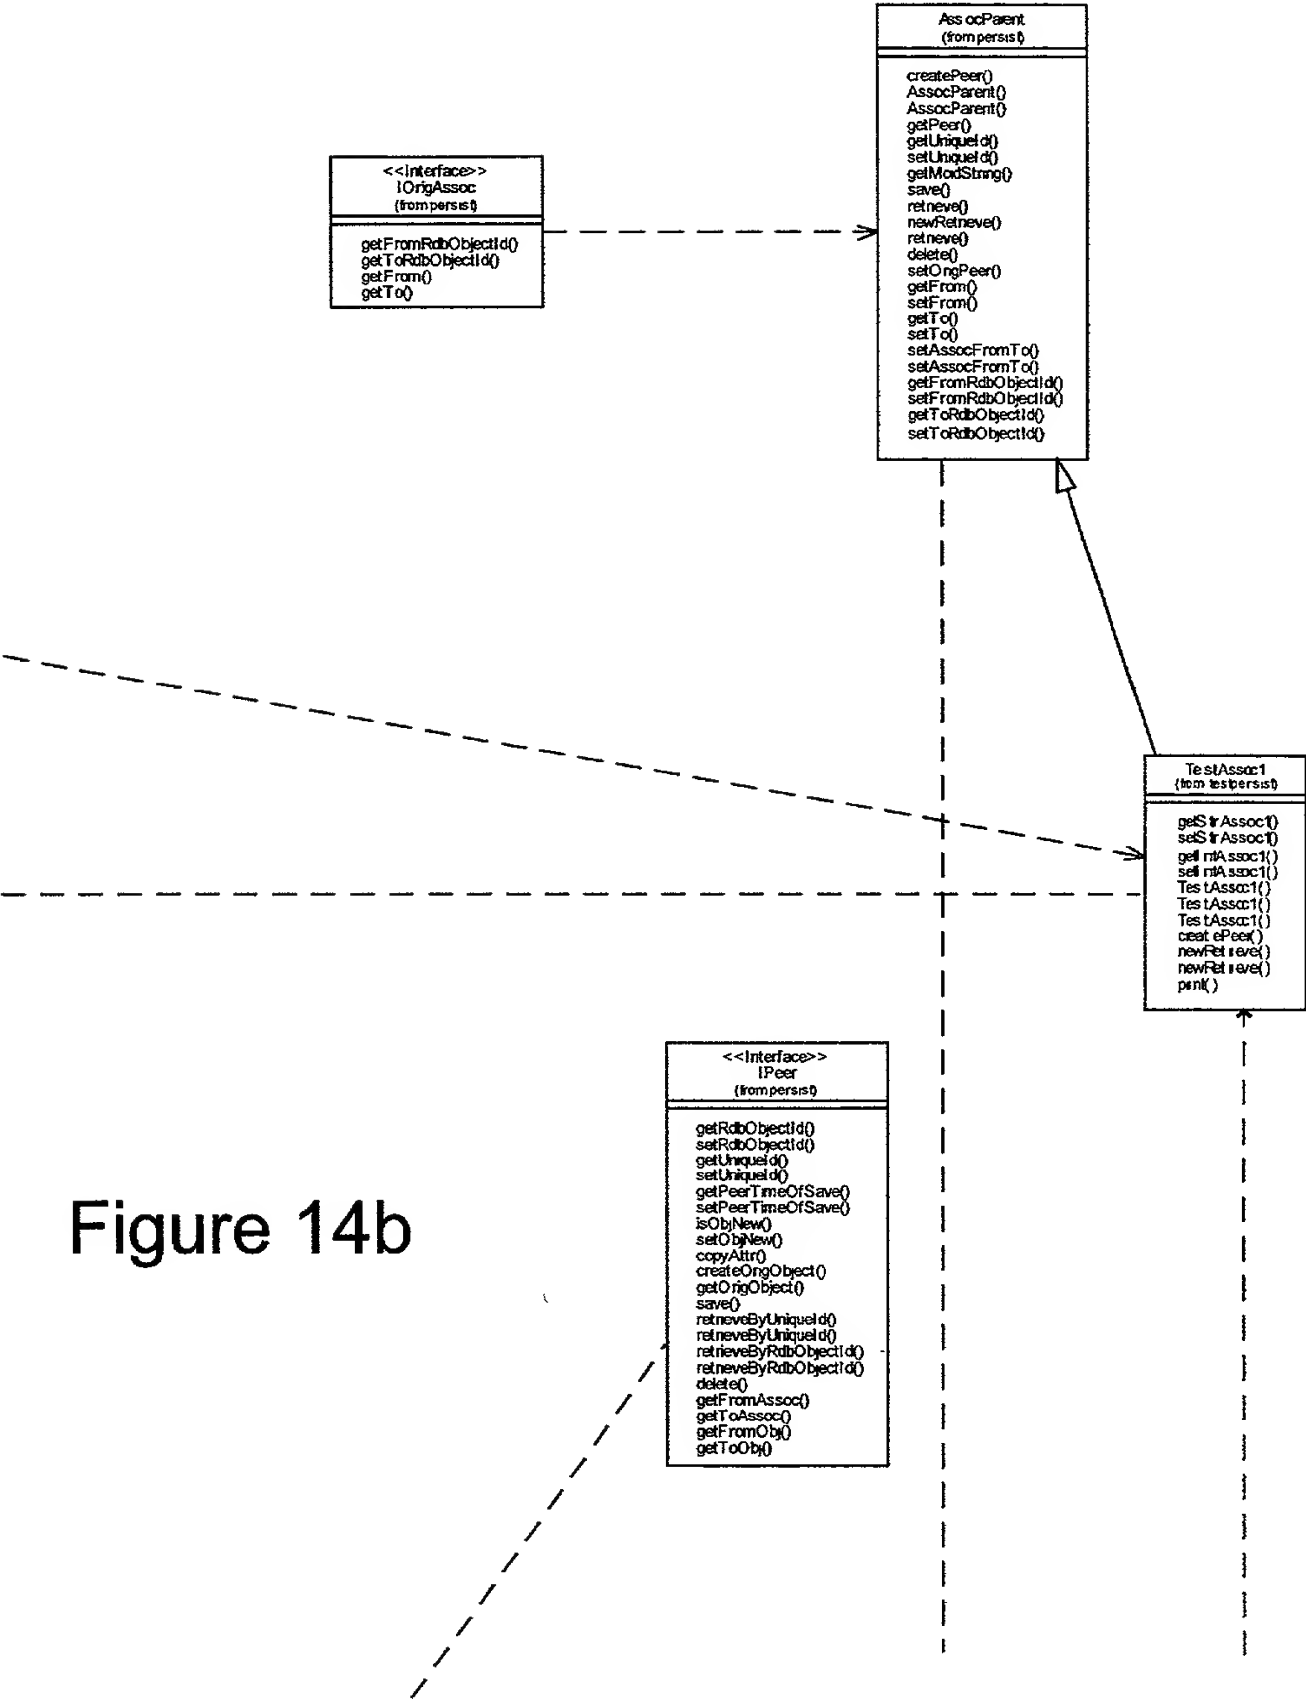 AssocParent
(from persist)
createPeer()
AssocParent()
AssocParent()
getPeer()
getUniqueId()
setUniqueId()
getModString()
save()
retrieve()
newRetrieve()
retrieve()
delete()
setOrigPeer()
getFrom()
setFrom()
getTo()
setTo()
setAssocFromTo()
setAssocFromTo()
getFromRdbObjectId()
setFromRdbObjectId()
getToRdbObjectId()
setToRdbObjectId()
<<Interface>>
IOrigAssoc
(from persist)
getFromRdbObjectId()
getToRdbObjectId()
getFrom()
getTo()
TestAssoc1
(from testpersist)
getStrAssoc1()
setStrAssoc1()
getIntAssoc1()
setIntAssoc1()
TestAssoc1()
TestAssoc1()
TestAssoc1()
createPeer()
newRetrieve()
newRetrieve()
print()
<<Interface>>
IPeer
(from persist)
getRdbObjectId()
setRdbObjectId()
getUniqueId()
setUniqueId()
getPeerTimeOfSave()
setPeerTimeOfSave()
isObjNew()
setObjNew()
copyAttr()
createOrigObject()
getOrigObject()
save()
retrieveByUniqueId()
retrieveByUniqueId()
retrieveByRdbObjectId()
retrieveByRdbObjectId()
delete()
getFromAssoc()
getToAssoc()
getFromObj()
getToObj()
Figure 14b